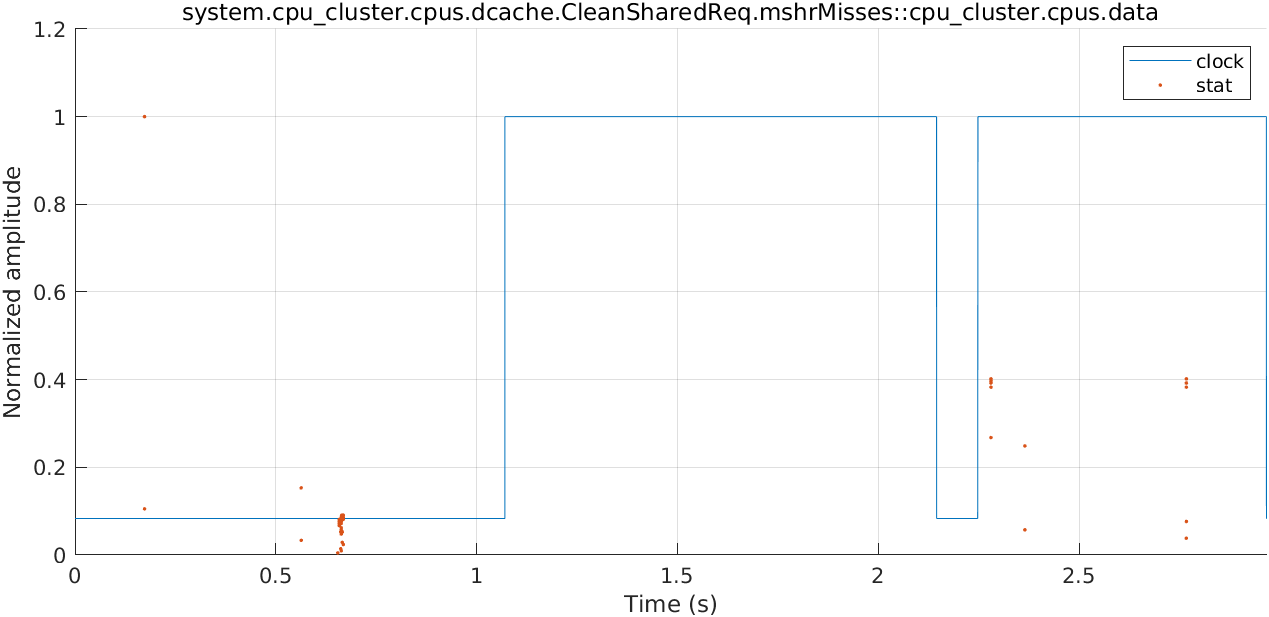 system.cpu_cluster.cpus.dcache.CleanSharedReq.mshrMisses::cpu_cluster.cpus.data
1.2
1
0.8
0.6
0.4
0.2
0
Normalized amplitude
clock
stat
0 0.5 1 1.5 2 2.5
Time (s)